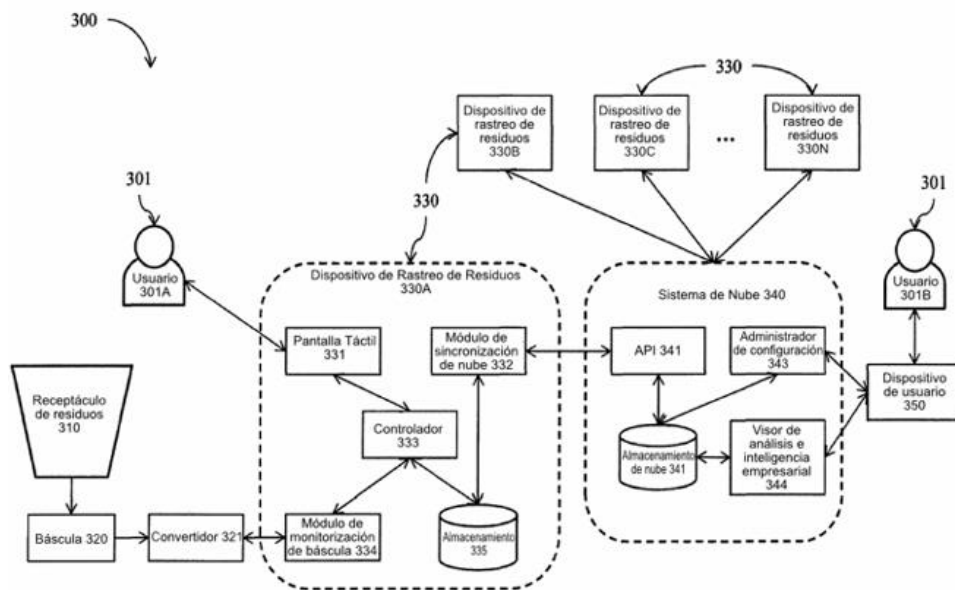 300
330
Dispositivo de
rastreo de
residuos
330B
Dispositivo de
rastreo de
residuos
330C
...
Dispositivo de
rastreo de
residuos
330N
301
330
301
Usuario
301A
Dispositivo de Rastreo de Residuos
330A
Sistema de Nube 340
Usuario
301B
Pantalla Táctil
331
Módulo de
sincronización
de nube 332
API 341
Administrador
de configuración
343
Dispositivo
de usuario
350
Receptáculo
de residuos
310
Controlador
333
Almacenamiento
de nube 341
Visor de
análisis e
inteligencia
empresarial
344
Báscula 320
Convertidor 321
Módulo de
monitorización
de báscula 334
Almacenamiento
335